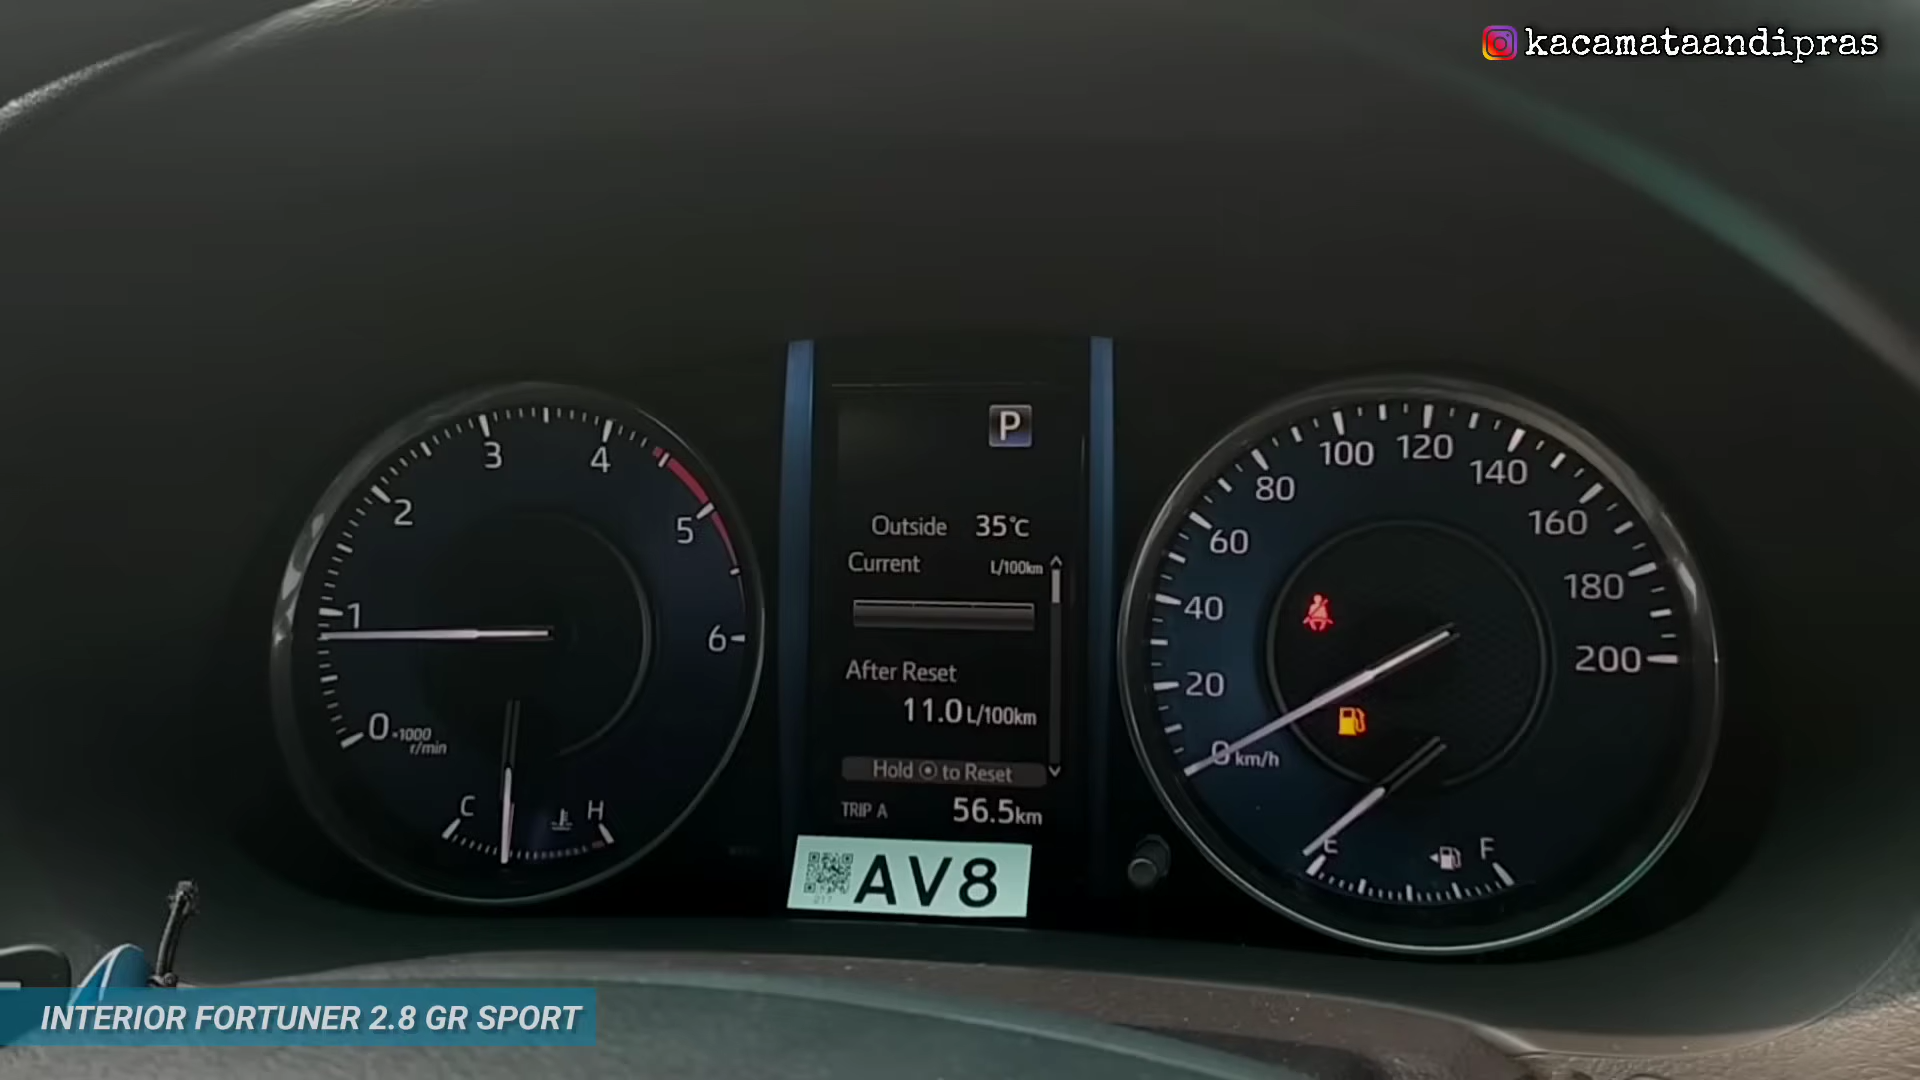 kacamataandipras
P
Outside 35°C
Current L/100km
After Reset
11.0 L/100km
Hold to Reset
TRIP A 56.5km
AV8
0
1
2
3
4
5
6
×1000
r/min
C
H
0 km/h
20
40
60
80
100
120
140
160
180
200
E
F
INTERIOR FORTUNER 2.8 GR SPORT